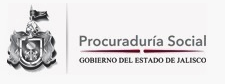 Procuraduría Social
GOBIERNO DEL ESTADO DE JALISCO